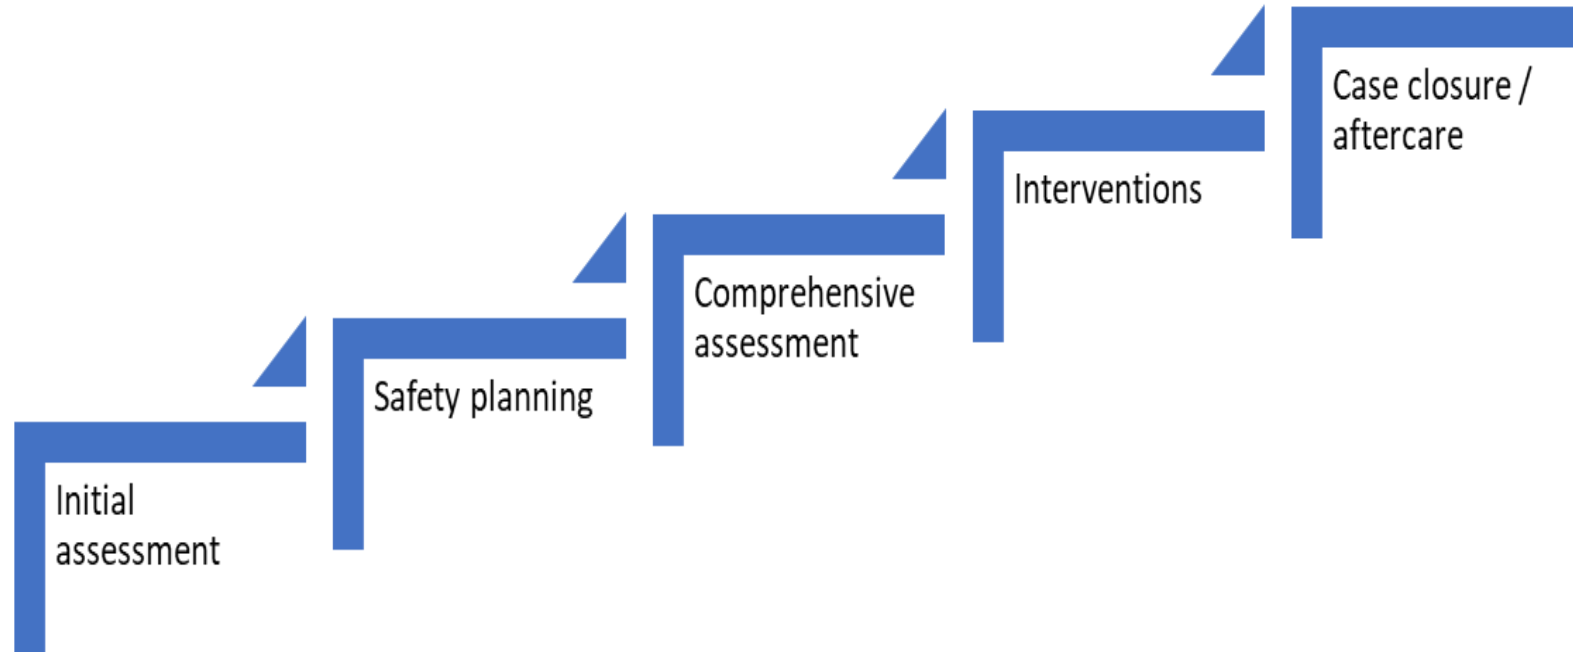 Initial
assessment
Safety planning
Comprehensive
assessment
Interventions
Case closure /
aftercare